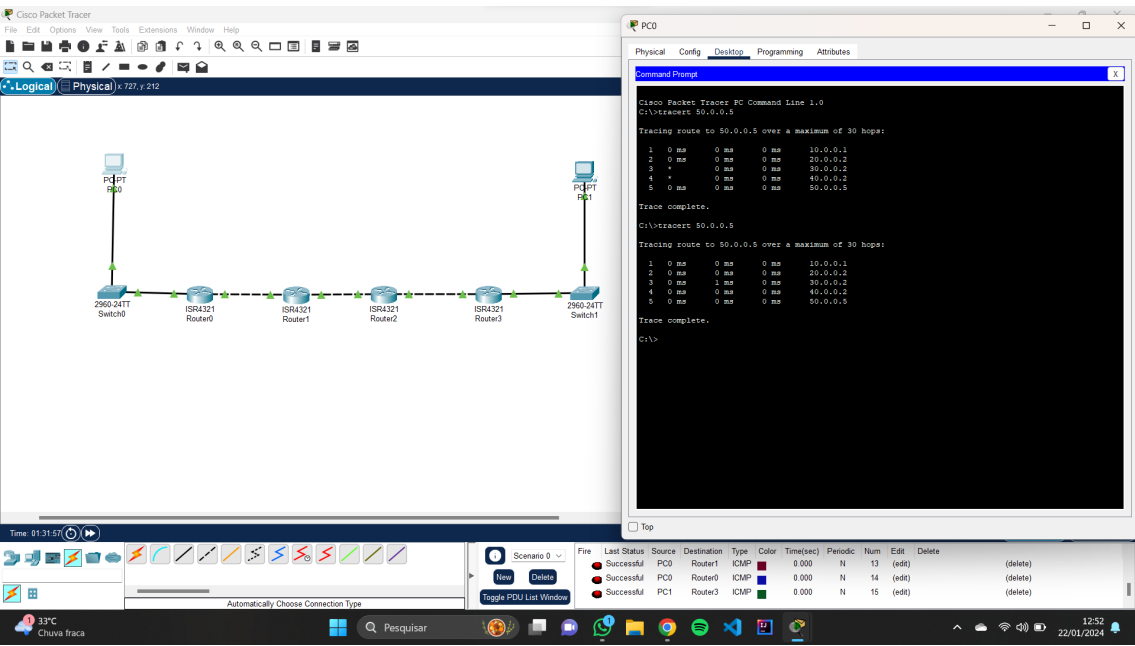 Cisco Packet Tracer
File Edit Options View Tools Extensions Window Help
Logical Physical x: 727, y: 212
PC-PT
PC0
PC-PT
PC1
2960-24TT
Switch0
ISR4321
Router0
ISR4321
Router1
ISR4321
Router2
ISR4321
Router3
2960-24TT
Switch1
PC0
Physical Config Desktop Programming Attributes
Command Prompt X
Cisco Packet Tracer PC Command Line 1.0
C:\>tracert 50.0.0.5
Tracing route to 50.0.0.5 over a maximum of 30 hops:
1 0 ms 0 ms 0 ms 10.0.0.1
2 0 ms 0 ms 0 ms 20.0.0.2
3 * 0 ms 0 ms 30.0.0.2
4 * 0 ms 0 ms 40.0.0.2
5 0 ms 0 ms 0 ms 50.0.0.5
Trace complete.
C:\>tracert 50.0.0.5
Tracing route to 50.0.0.5 over a maximum of 30 hops:
1 0 ms 0 ms 0 ms 10.0.0.1
2 0 ms 0 ms 0 ms 20.0.0.2
3 0 ms 1 ms 0 ms 30.0.0.2
4 0 ms 0 ms 0 ms 40.0.0.2
5 0 ms 0 ms 0 ms 50.0.0.5
Trace complete.
C:\>
Top
Time: 01:31:57
Automatically Choose Connection Type
Scenario 0
New Delete
Toggle PDU List Window
Fire Last Status Source Destination Type Color Time(sec) Periodic Num Edit Delete
Successful PC0 Router1 ICMP 0.000 N 13 (edit) (delete)
Successful PC0 Router0 ICMP 0.000 N 14 (edit) (delete)
Successful PC1 Router3 ICMP 0.000 N 15 (edit) (delete)
1
33°C
Chuva fraca
Pesquisar
12:52
22/01/2024